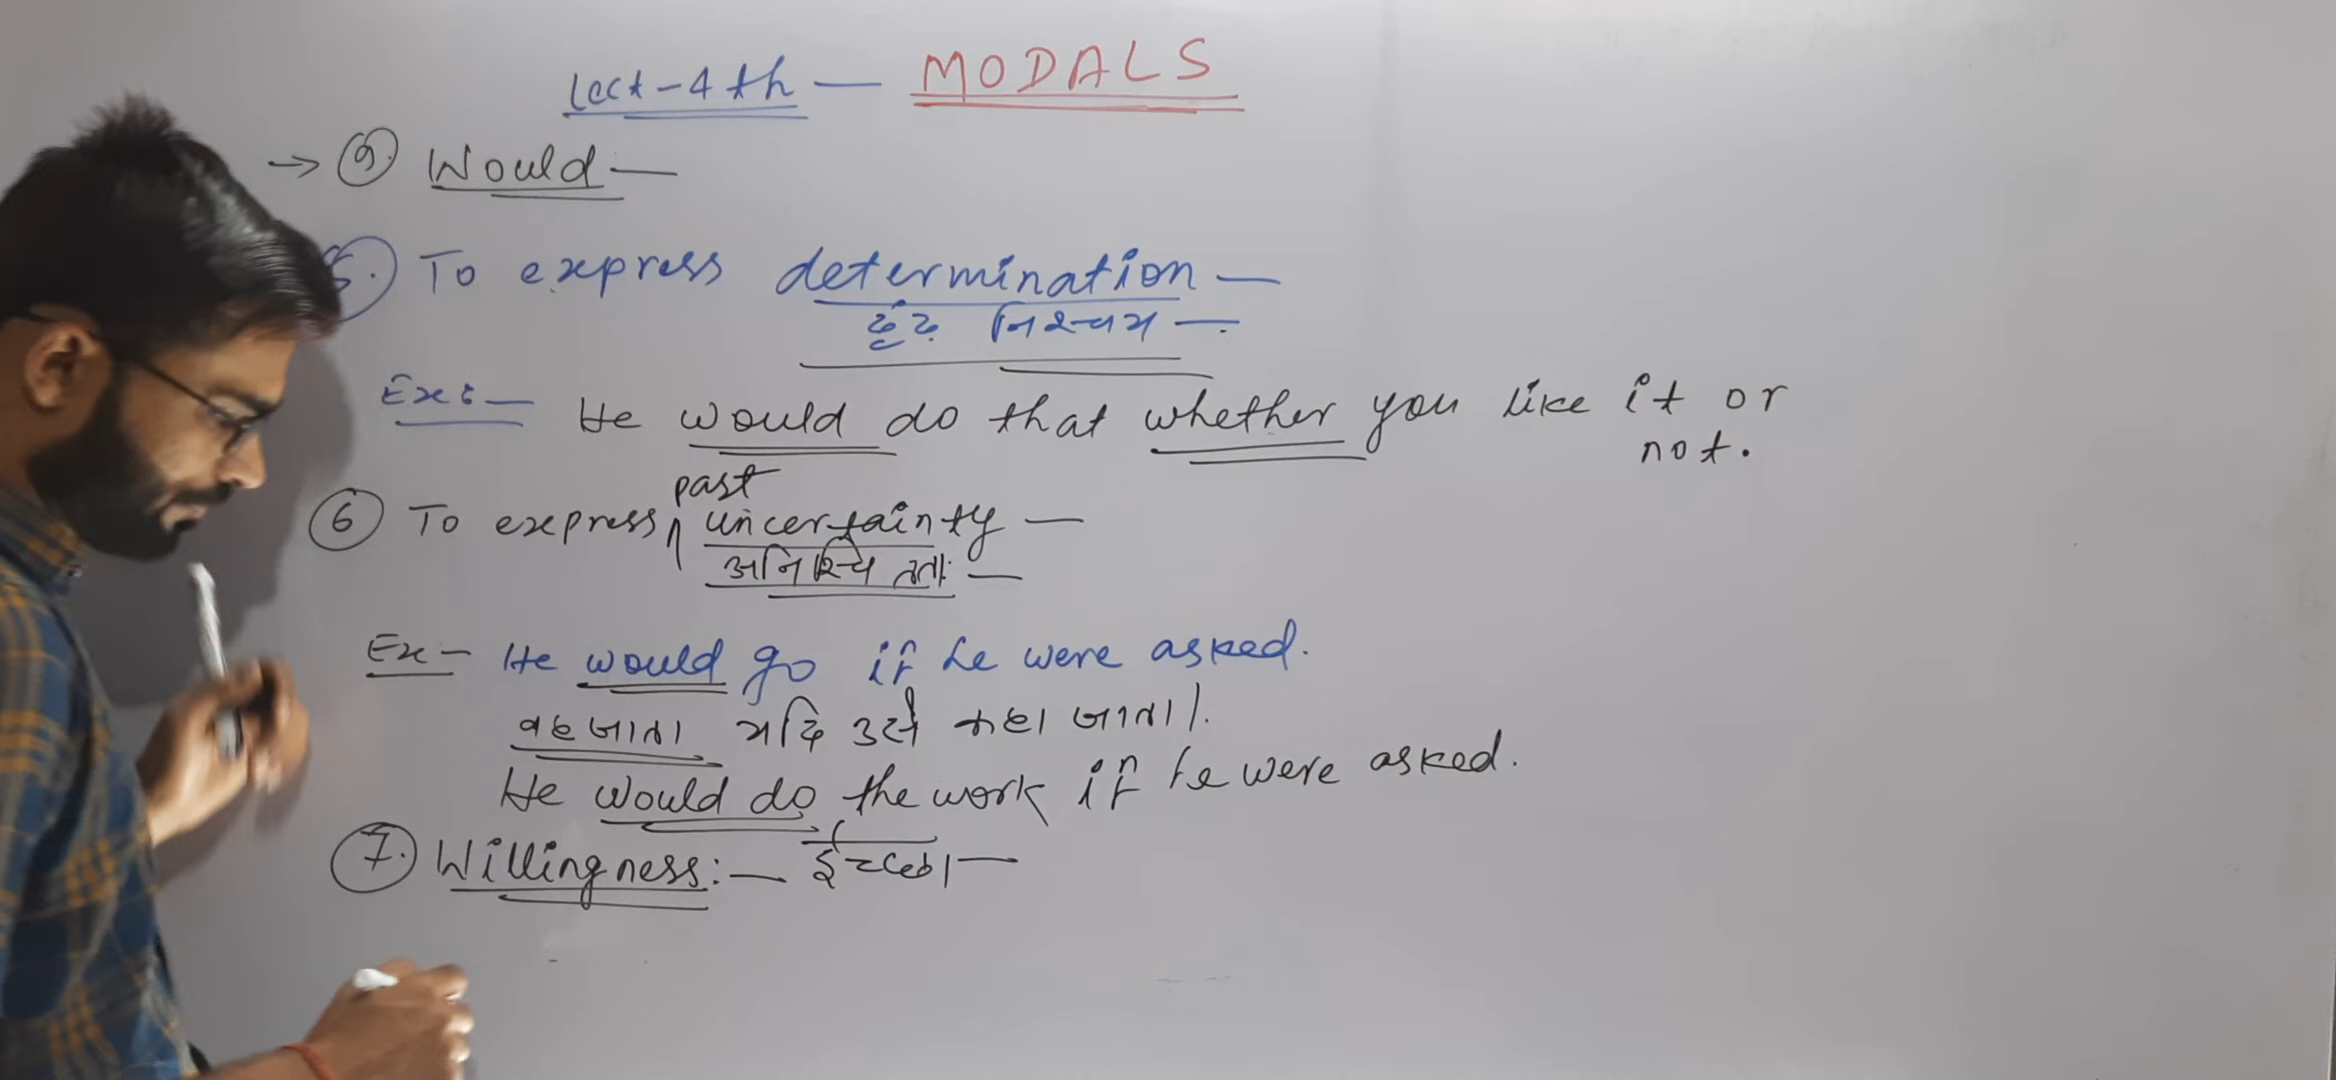 Lect-4th — MODALS
→ 9. Would —
5. To express determination —
दृढ़ निश्चय —
Ex:— He would do that whether you like it or
not.
past
6 To express ∧ uncertainty —
अनिश्चितता —
Ex— He would go if he were asked.
वह जाता यदि उसे कहा जाता।
He would do the work if he were asked.
7. Willingness:— इच्छा —